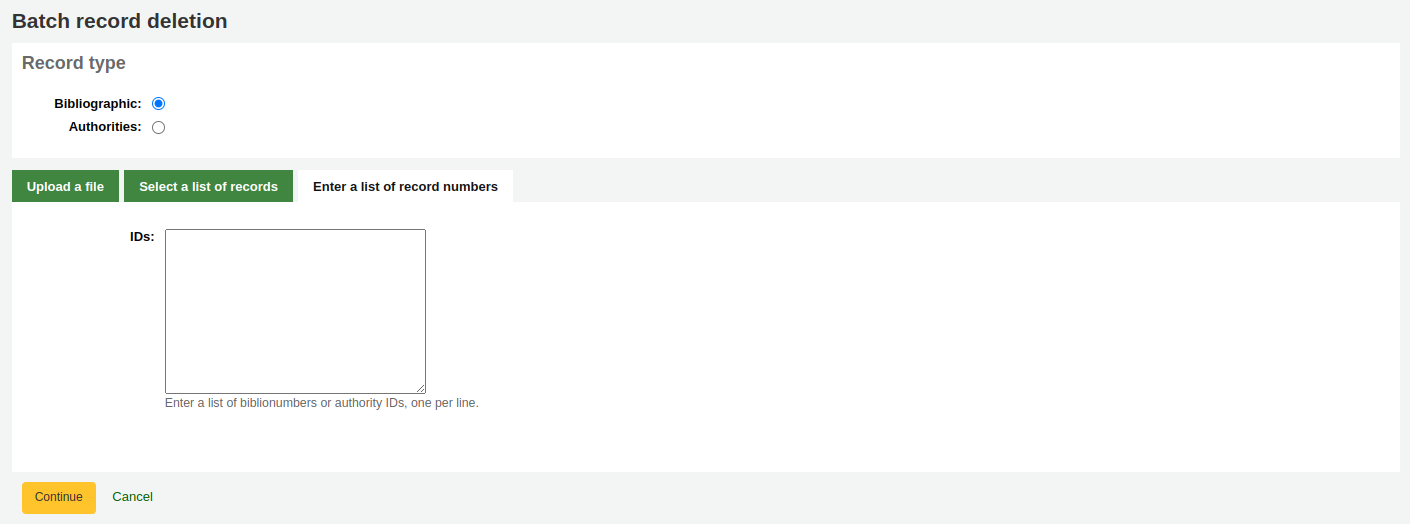 Batch record deletion
Record type
Bibliographic:
Authorities:
Upload a file Select a list of records Enter a list of record numbers
IDs:
Enter a list of biblionumbers or authority IDs, one per line.
Continue Cancel